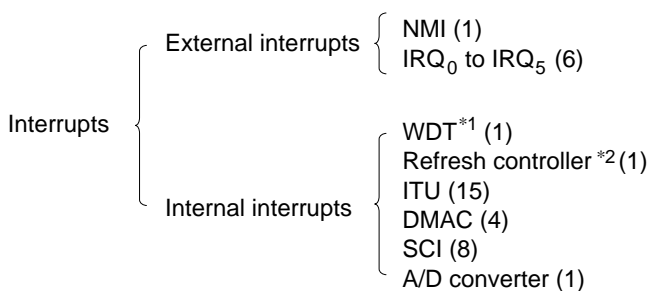 External interrupts
NMI (1)
IRQ0 to IRQ5 (6)
Interrupts
WDT*1 (1)
Refresh controller *2 (1)
ITU (15)
Internal interrupts
DMAC (4)
SCI (8)
A/D converter (1)